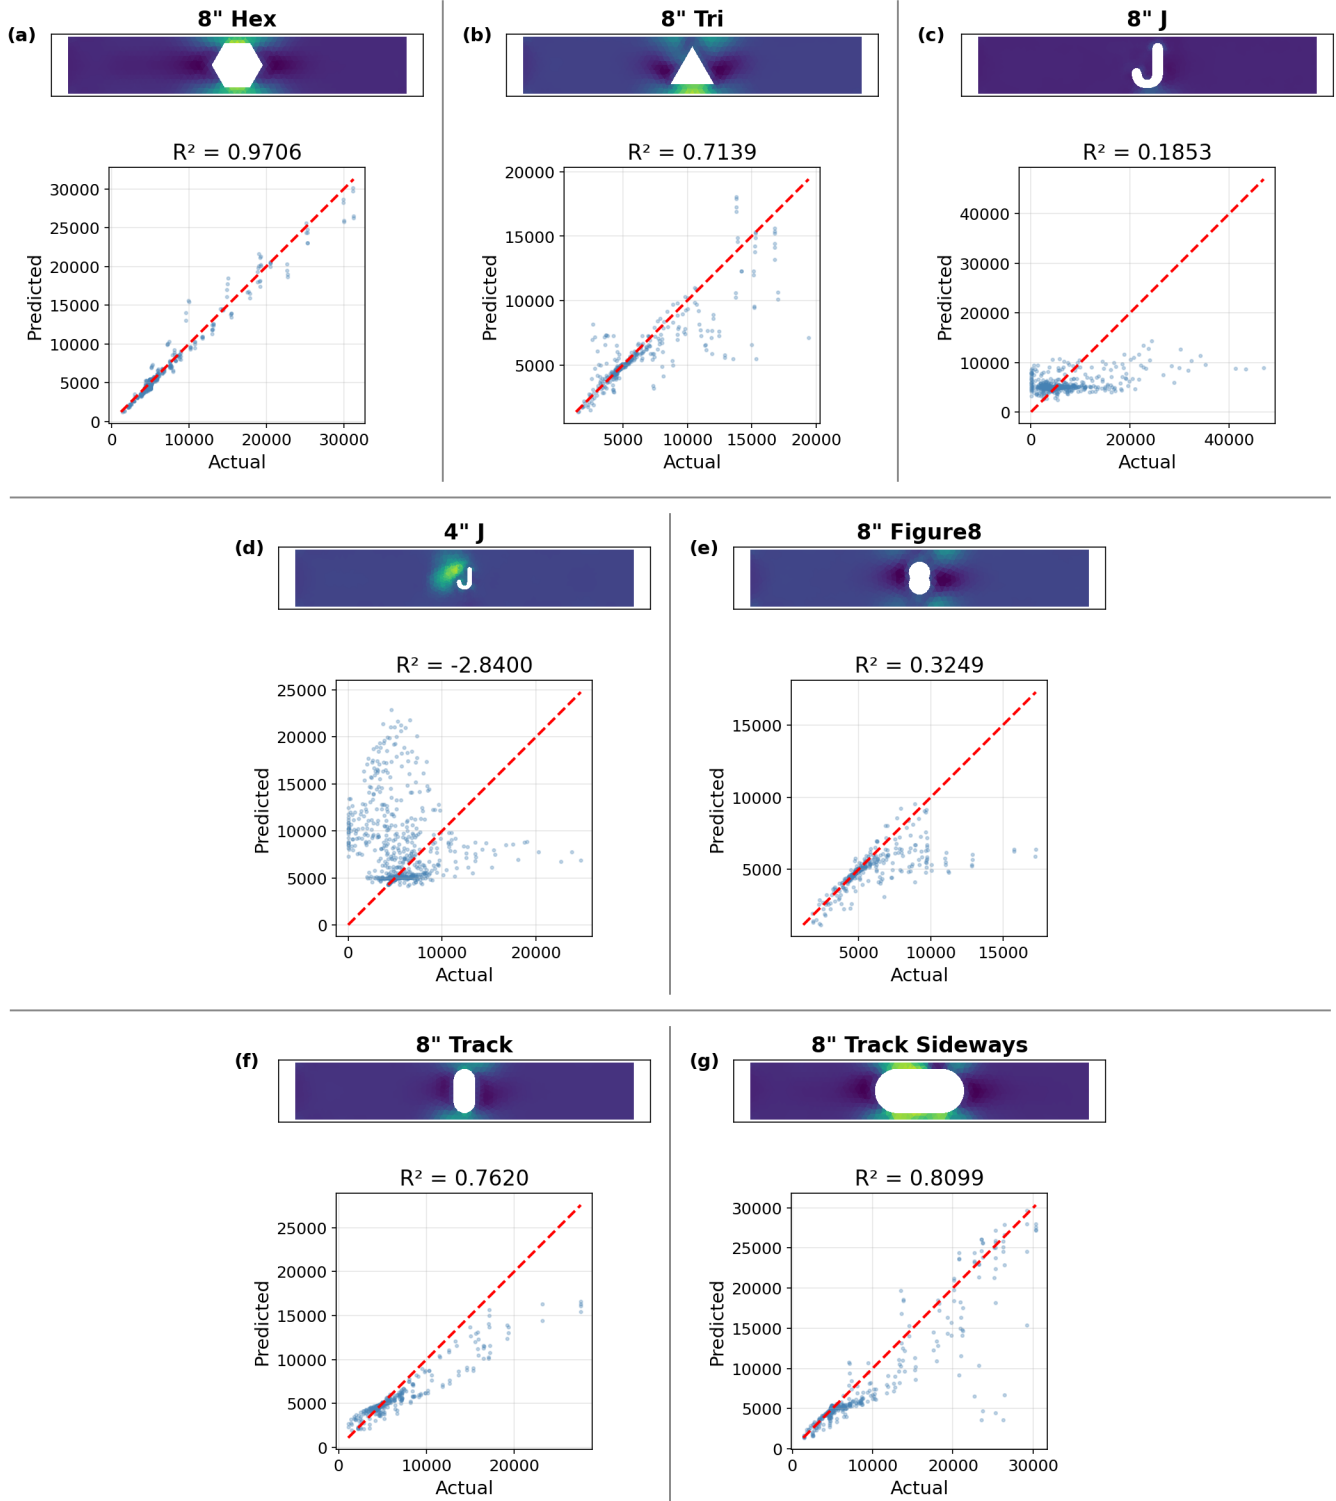 (a) 8" Hex
R² = 0.9706
30000
25000
20000
15000
10000
5000
0
Predicted
0 10000 20000 30000
Actual
(b) 8" Tri
R² = 0.7139
20000
15000
10000
5000
Predicted
5000 10000 15000 20000
Actual
(c) 8" J
R² = 0.1853
40000
30000
20000
10000
0
Predicted
0 20000 40000
Actual
(d) 4" J
R² = -2.8400
25000
20000
15000
10000
5000
0
Predicted
0 10000 20000
Actual
(e) 8" Figure8
R² = 0.3249
15000
10000
5000
Predicted
5000 10000 15000
Actual
(f) 8" Track
R² = 0.7620
25000
20000
15000
10000
5000
0
Predicted
0 10000 20000
Actual
(g) 8" Track Sideways
R² = 0.8099
30000
25000
20000
15000
10000
5000
0
Predicted
0 10000 20000 30000
Actual